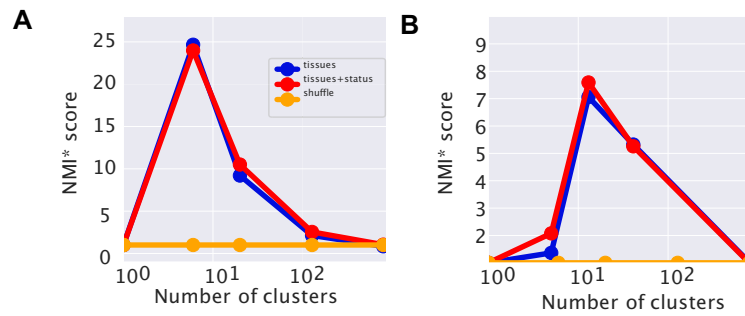 A
25
20
15
10
5
0
NMI* score
tissues
tissues+status
shuffle
10⁰ 10¹ 10²
Number of clusters
B
9
8
7
6
5
4
3
2
NMI* score
10⁰ 10¹ 10²
Number of clusters